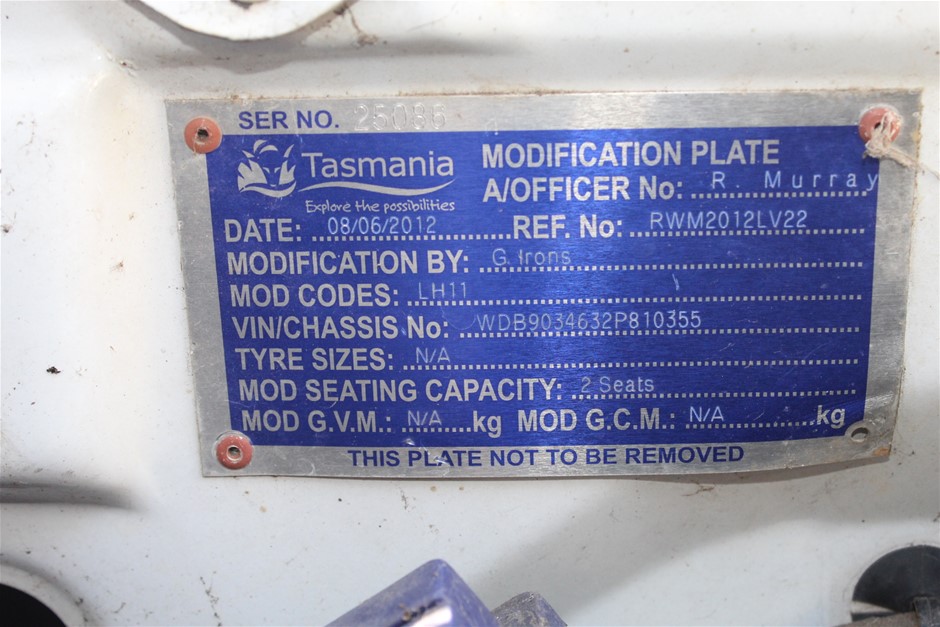 SER NO. 25086
Tasmania
Explore the possibilities
MODIFICATION PLATE
A/OFFICER No: R. Murray
DATE: 08/06/2012 REF. No: RWM2012LV22
MODIFICATION BY: G. Irons
MOD CODES: LH11
VIN/CHASSIS No: WDB9034632P810355
TYRE SIZES: N/A
MOD SEATING CAPACITY: 2 Seats
MOD G.V.M: N/A kg MOD G.C.M.: N/A kg
THIS PLATE NOT TO BE REMOVED